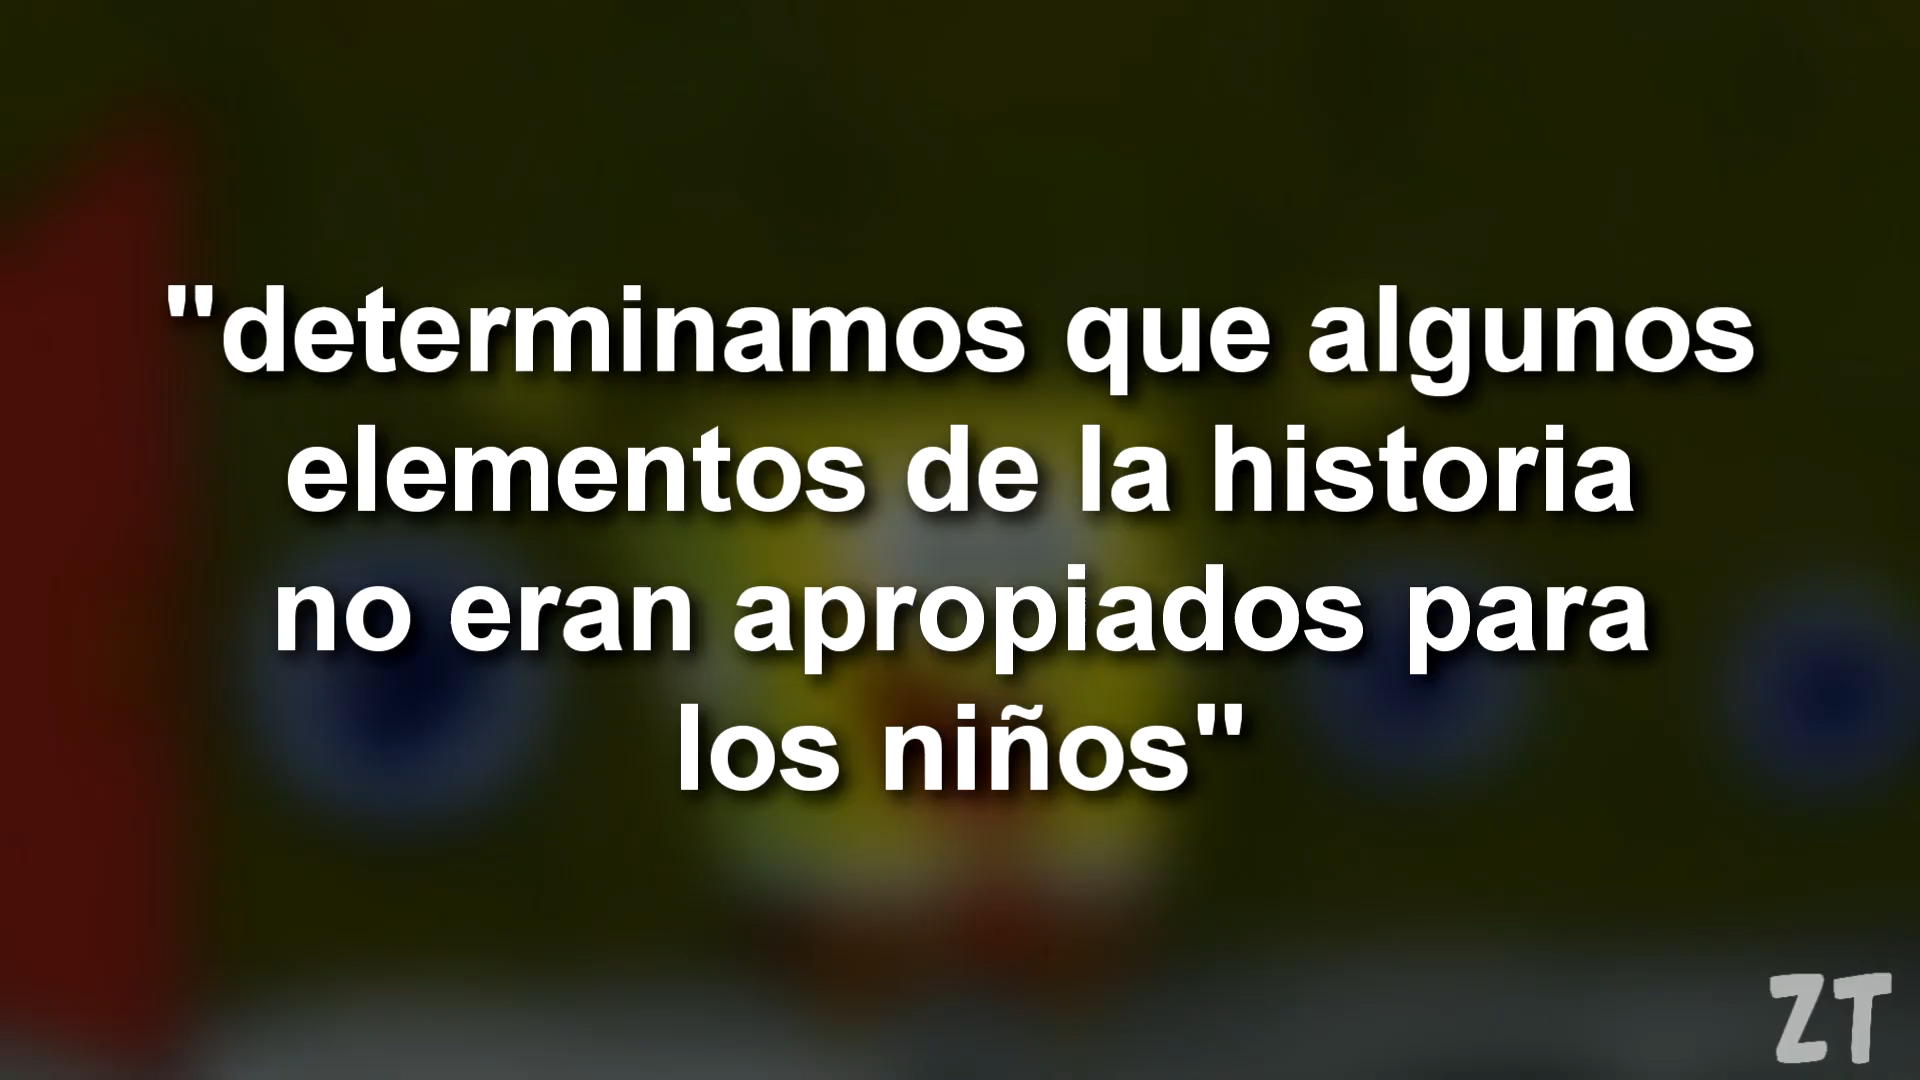 "determinamos que algunos
elementos de la historia
no eran apropiados para
los niños"
ZT